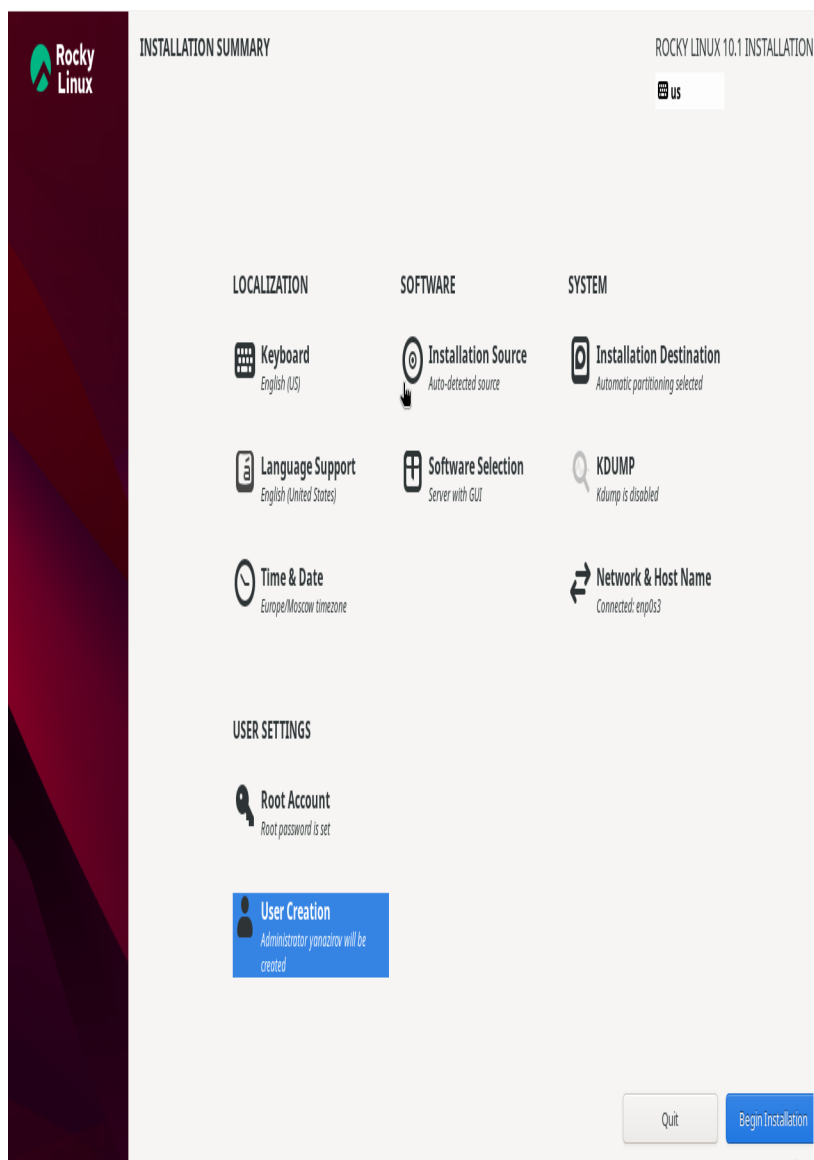 Rocky
Linux
INSTALLATION SUMMARY
ROCKY LINUX 10.1 INSTALLATION
us
LOCALIZATION
SOFTWARE
SYSTEM
Keyboard
English (US)
Installation Source
Auto-detected source
Installation Destination
Automatic partitioning selected
Language Support
English (United States)
Software Selection
Server with GUI
KDUMP
Kdump is disabled
Time & Date
Europe/Moscow timezone
Network & Host Name
Connected: enp0s3
USER SETTINGS
Root Account
Root password is set
User Creation
Administrator yanazirov will be
created
Quit
Begin Installation